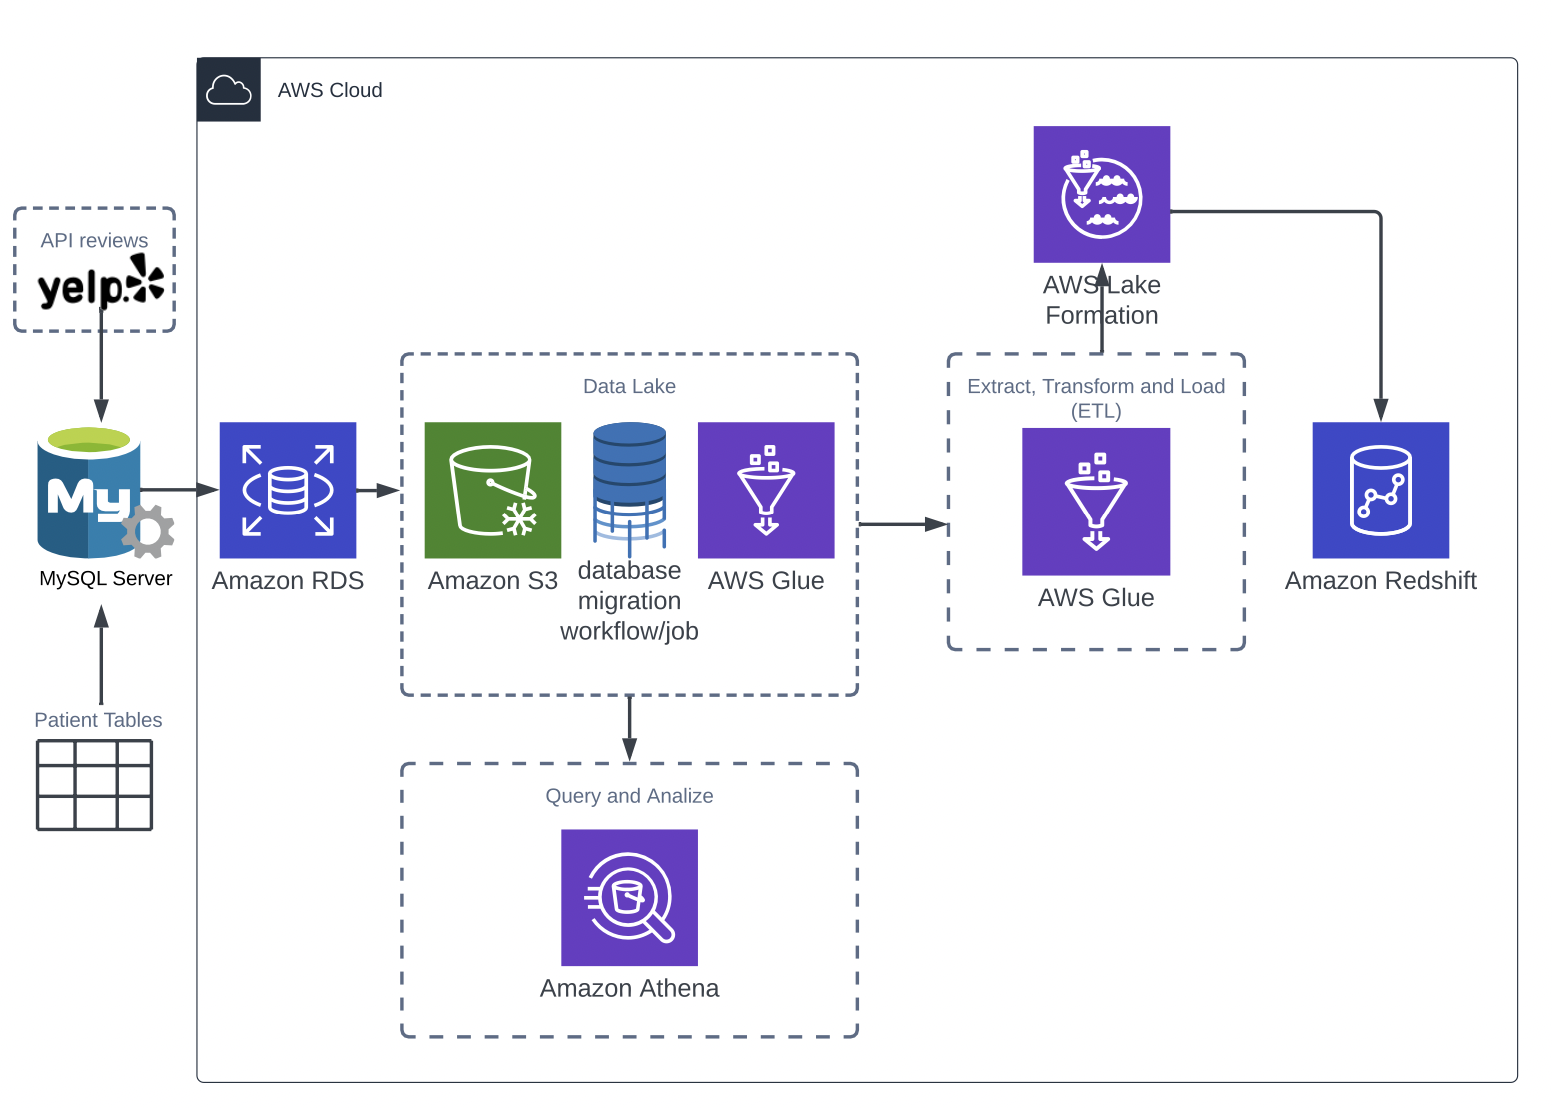 AWS Cloud
API reviews
yelp
My
MySQL Server
Patient Tables
Amazon RDS
Data Lake
Amazon S3
database
migration
workflow/job
AWS Glue
Query and Analize
Amazon Athena
Extract, Transform and Load
(ETL)
AWS Glue
AWS Lake
Formation
Amazon Redshift